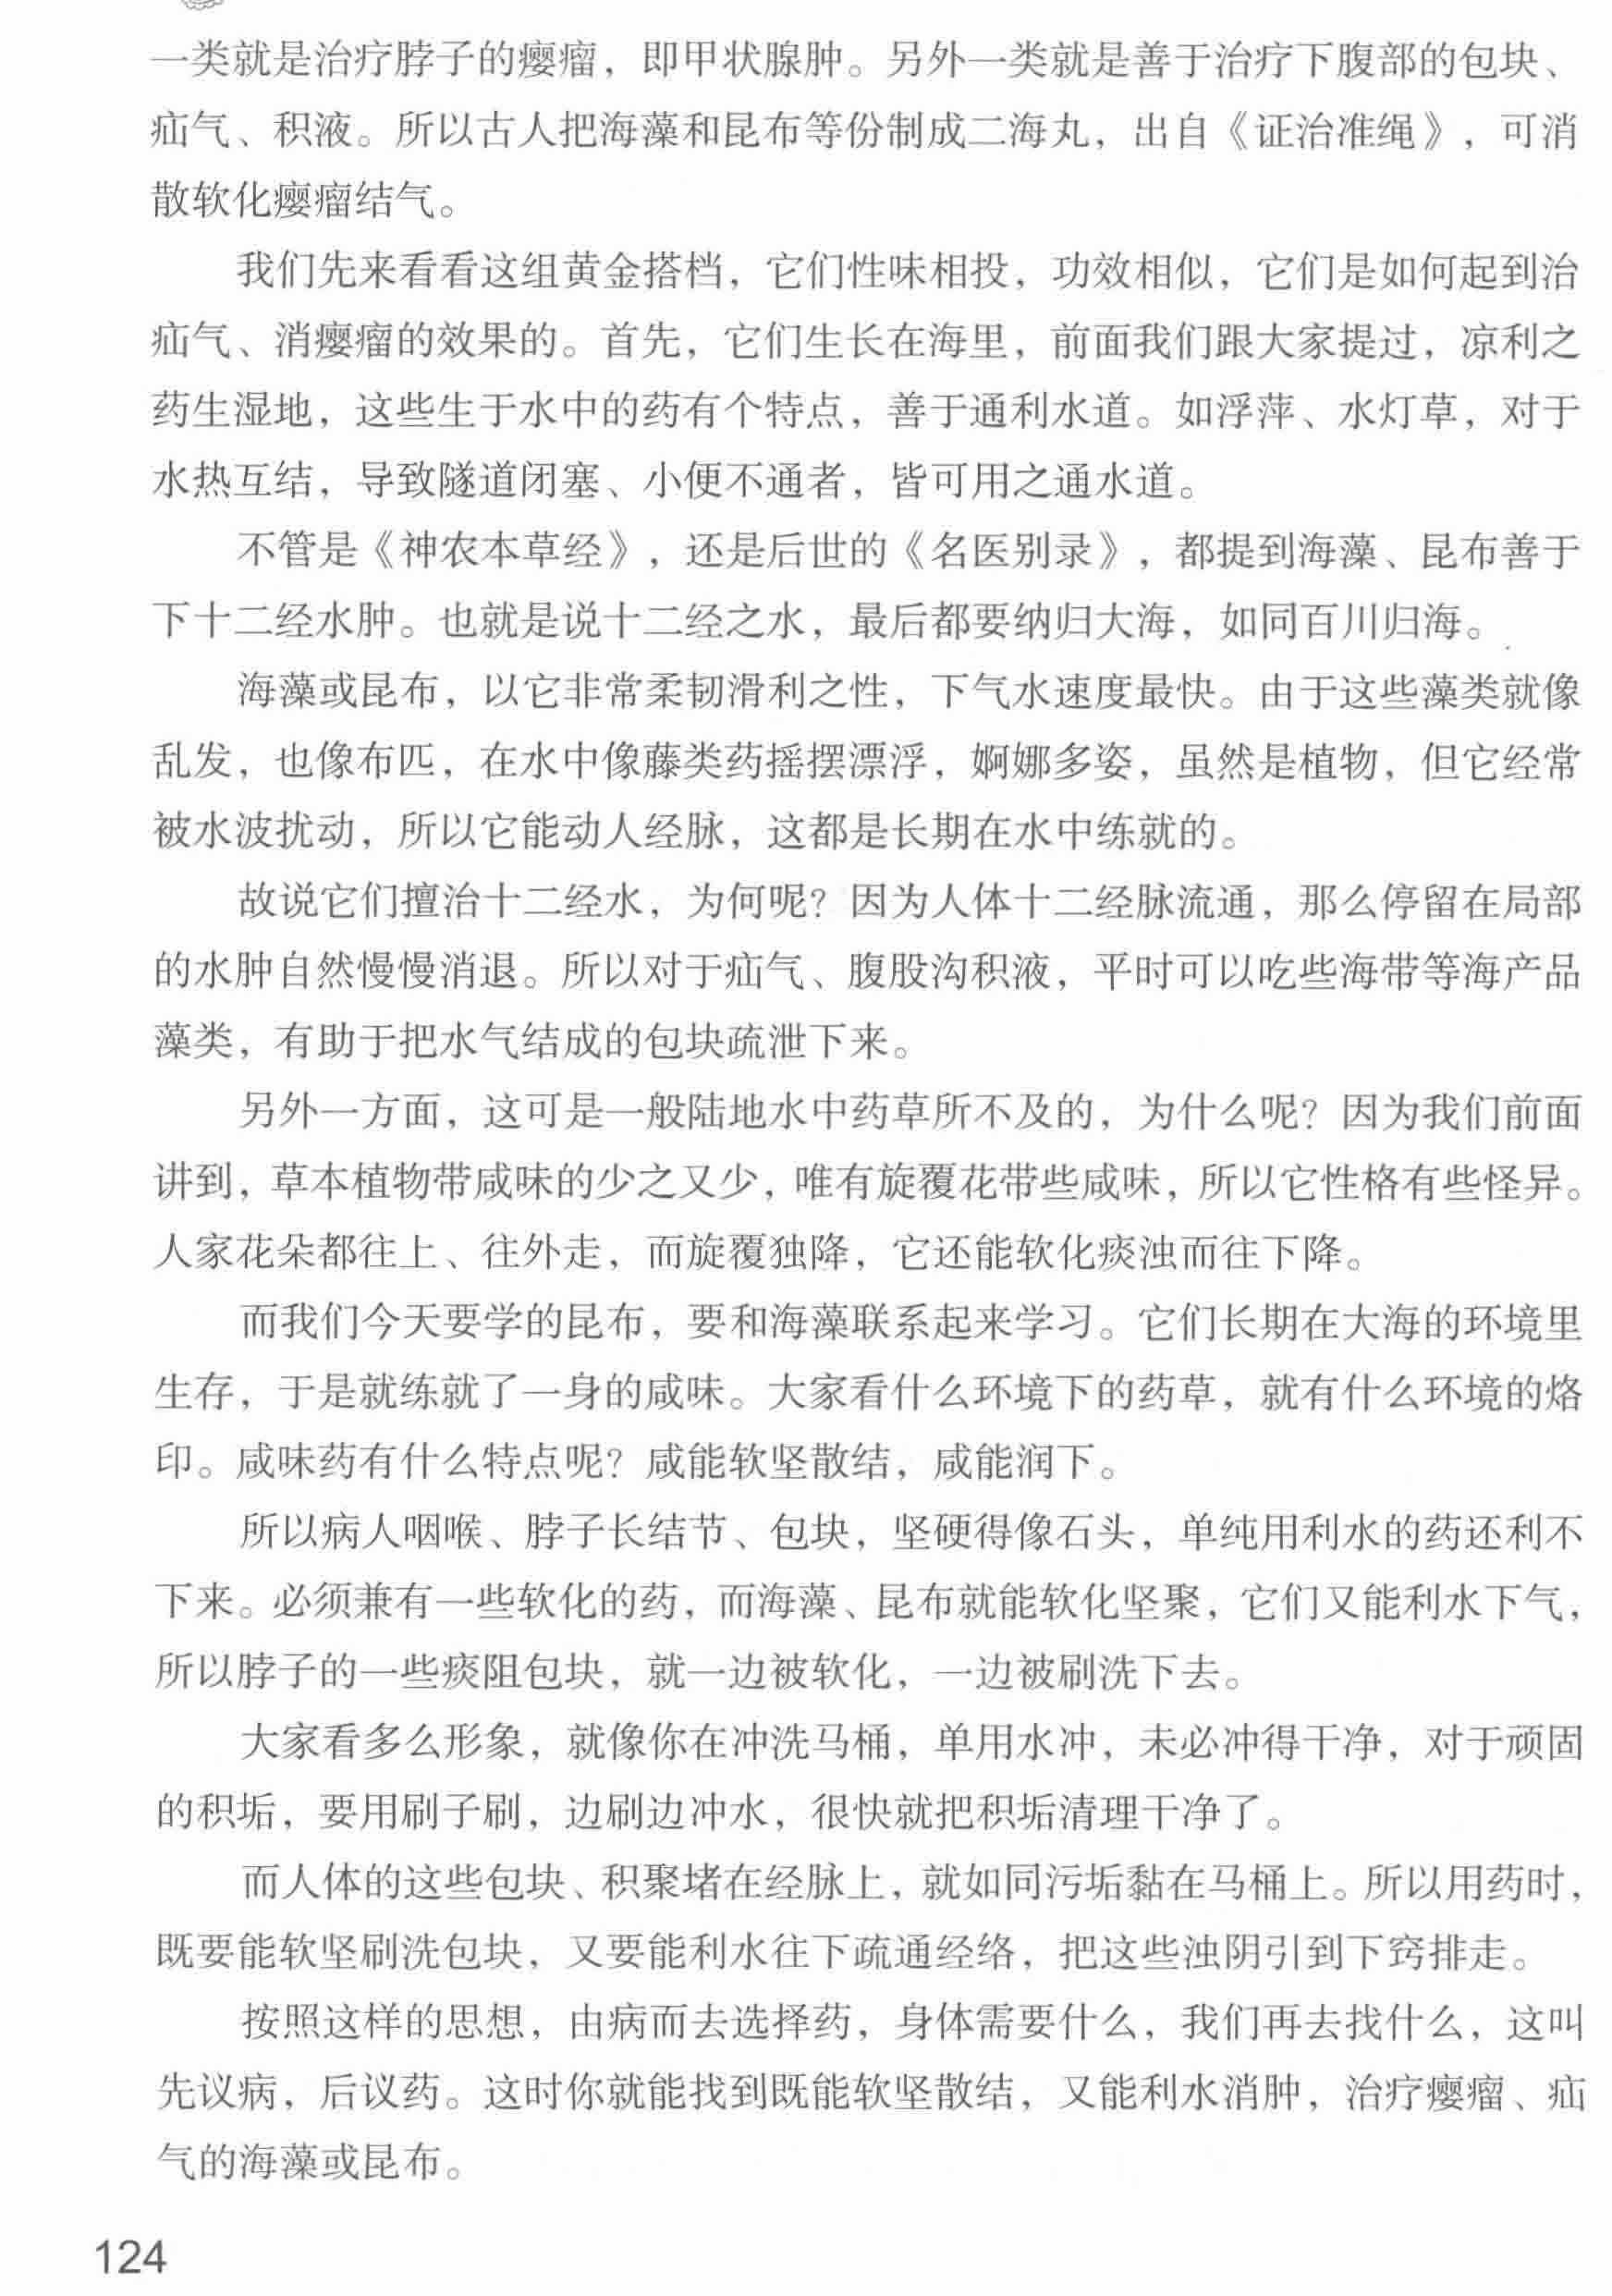 一类就是治疗脖子的瘿瘤，即甲状腺肿。另外一类就是善于治疗下腹部的包块、
疝气、积液。所以古人把海藻和昆布等份制成二海丸，出自《证治准绳》，可消
散软化瘿瘤结气。
我们先来看看这组黄金搭档，它们性味相投，功效相似，它们是如何起到治
疝气、消瘿瘤的效果的。首先，它们生长在海里，前面我们跟大家提过，凉利之
药生湿地，这些生于水中的药有个特点，善于通利水道。如浮萍、水灯草，对于
水热互结，导致隧道闭塞、小便不通者，皆可用之通水道。
不管是《神农本草经》，还是后世的《名医别录》，都提到海藻、昆布善于
下十二经水肿。也就是说十二经之水，最后都要纳归大海，如同百川归海。
海藻或昆布，以它非常柔韧滑利之性，下气水速度最快。由于这些藻类就像
乱发，也像布匹，在水中像藤类药摇摆漂浮，婀娜多姿，虽然是植物，但它经常
被水波扰动，所以它能动人经脉，这都是长期在水中练就的。
故说它们擅治十二经水，为何呢？因为人体十二经脉流通，那么停留在局部
的水肿自然慢慢消退。所以对于疝气、腹股沟积液，平时可以吃些海带等海产品
藻类，有助于把水气结成的包块疏泄下来。
另外一方面，这可是一般陆地水中药草所不及的，为什么呢？因为我们前面
讲到，草本植物带咸味的少之又少，唯有旋覆花带些咸味，所以它性格有些怪异。
人家花朵都往上、往外走，而旋覆独降，它还能软化痰浊而往下降。
而我们今天要学的昆布，要和海藻联系起来学习。它们长期在大海的环境里
生存，于是就练就了一身的咸味。大家看什么环境下的药草，就有什么环境的烙
印。咸味药有什么特点呢？咸能软坚散结，咸能润下。
所以病人咽喉、脖子长结节、包块，坚硬得像石头，单纯用利水的药还利不
下来。必须兼有一些软化的药，而海藻、昆布就能软化坚聚，它们又能利水下气，
所以脖子的一些痰阻包块，就一边被软化，一边被刷洗下去。
大家看多么形象，就像你在冲洗马桶，单用水冲，未必冲得干净，对于顽固
的积垢，要用刷子刷，边刷边冲水，很快就把积垢清理干净了。
而人体的这些包块、积聚堵在经脉上，就如同污垢黏在马桶上。所以用药时，
既要能软坚刷洗包块，又要能利水往下疏通经络，把这些浊阴引到下窍排走。
按照这样的思想，由病而去选择药，身体需要什么，我们再去找什么，这叫
先议病，后议药。这时你就能找到既能软坚散结，又能利水消肿，治疗瘿瘤、疝
气的海藻或昆布。
124